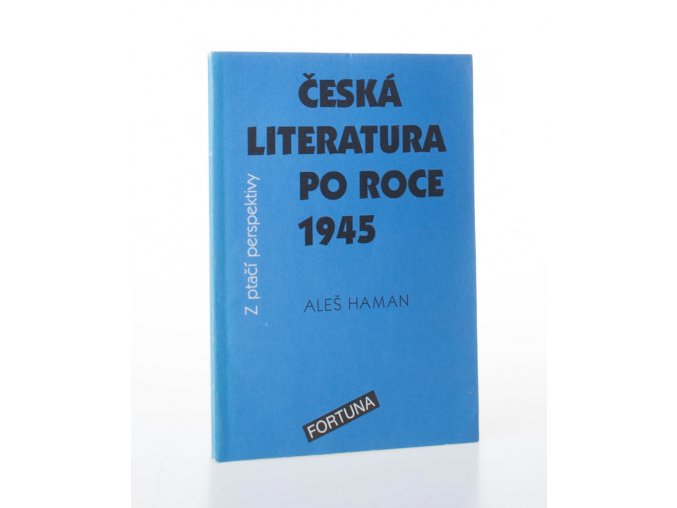 ČESKÁ
LITERATURA
PO ROCE
1945
Z ptačí perspektivy
ALEŠ HAMAN
FORTUNA